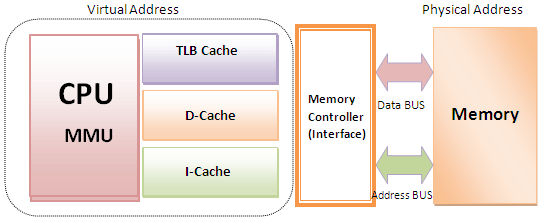 Virtual Address
Physical Address
CPU
MMU
TLB Cache
D-Cache
I-Cache
Memory
Controller
(Interface)
Data BUS
Address BUS
Memory